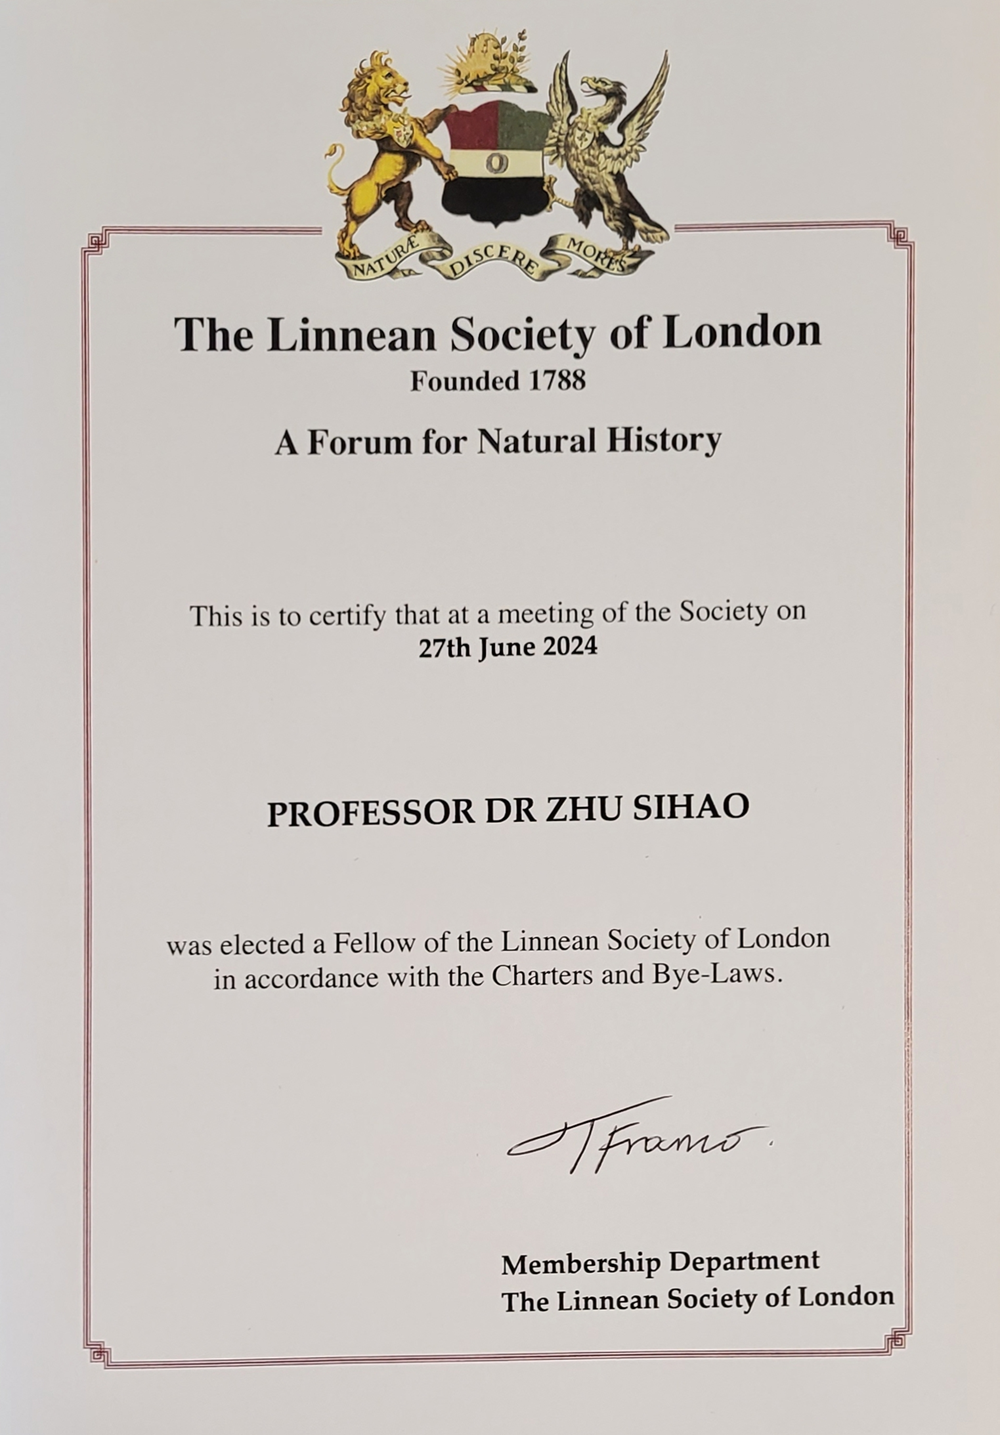 NATURÆ DISCERE MORES
The Linnean Society of London
Founded 1788
A Forum for Natural History
This is to certify that at a meeting of the Society on
27th June 2024
PROFESSOR DR ZHU SIHAO
was elected a Fellow of the Linnean Society of London
in accordance with the Charters and Bye-Laws.
Membership Department
The Linnean Society of London